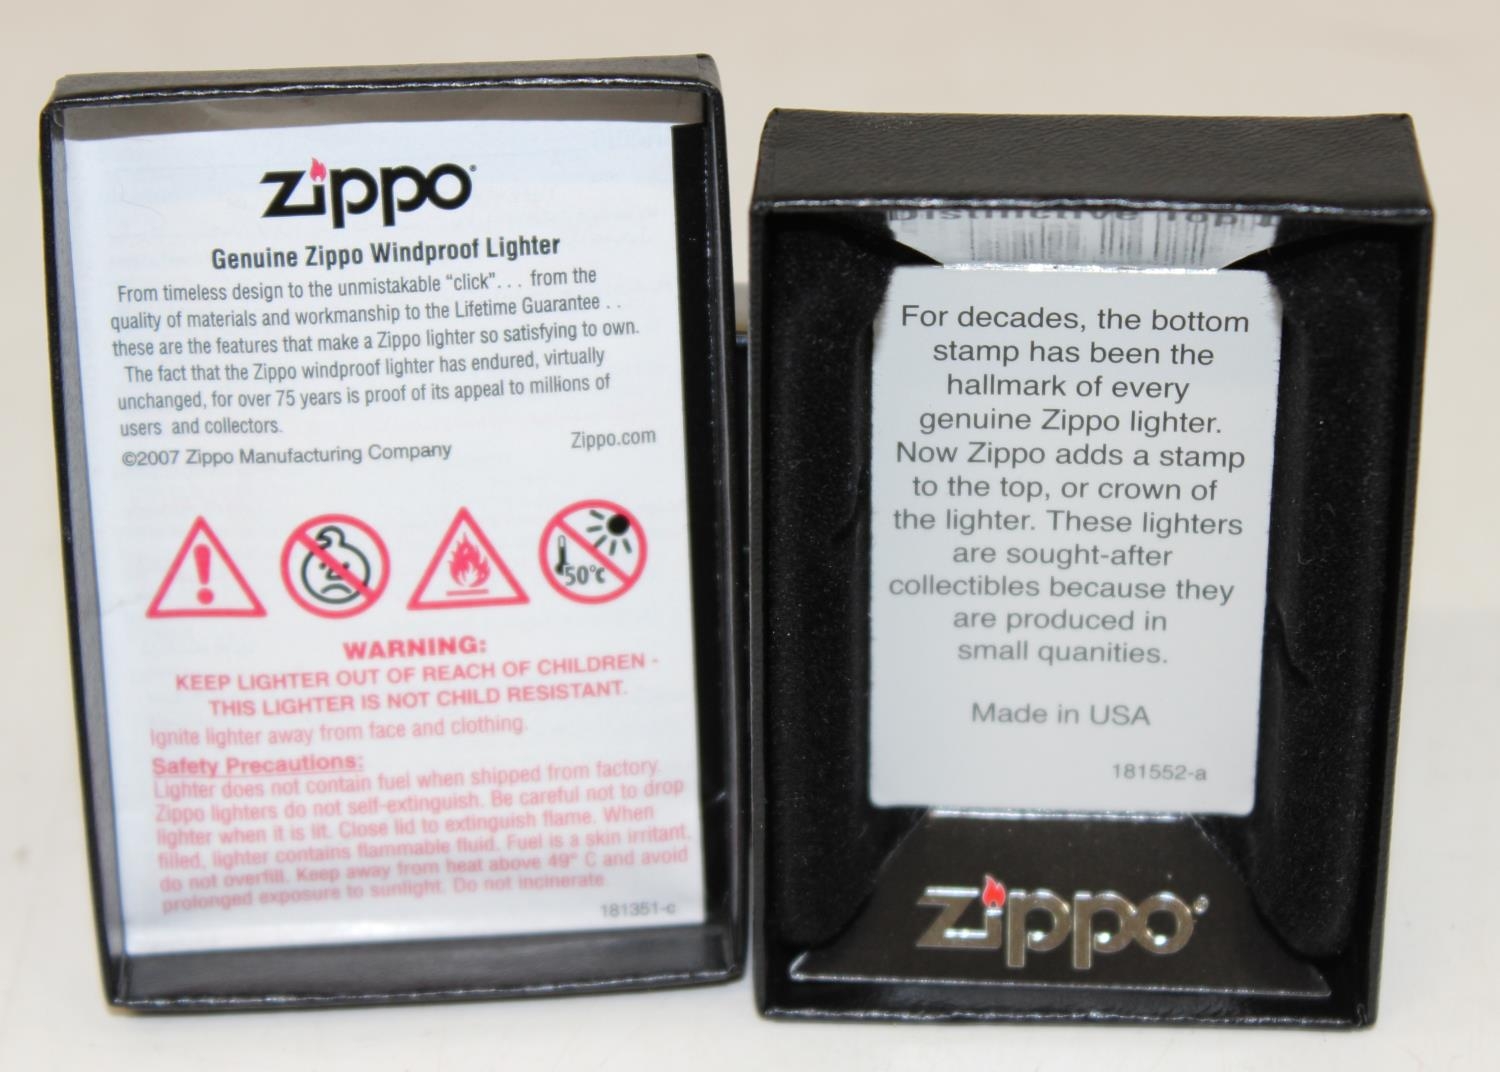 Zippo®
Genuine Zippo Windproof Lighter
From timeless design to the unmistakable “click”. . . from the
quality of materials and workmanship to the Lifetime Guarantee . .
these are the features that make a Zippo lighter so satisfying to own.
The fact that the Zippo windproof lighter has endured, virtually
unchanged, for over 75 years is proof of its appeal to millions of
users and collectors.
©2007 Zippo Manufacturing Company Zippo.com
50°c
WARNING:
KEEP LIGHTER OUT OF REACH OF CHILDREN -
THIS LIGHTER IS NOT CHILD RESISTANT.
Ignite lighter away from face and clothing.
Safety Precautions:
Lighter does not contain fuel when shipped from factory.
Zippo lighters do not self-extinguish. Be careful not to drop
lighter when it is lit. Close lid to extinguish flame. When
filled, lighter contains flammable fluid. Fuel is a skin irritant,
do not overfill. Keep away from heat above 49° C and avoid
prolonged exposure to sunlight. Do not incinerate.
181351-c
Distinctive Top
For decades, the bottom
stamp has been the
hallmark of every
genuine Zippo lighter.
Now Zippo adds a stamp
to the top, or crown of
the lighter. These lighters
are sought-after
collectibles because they
are produced in
small quanities.
Made in USA
181552-a
Zippo®